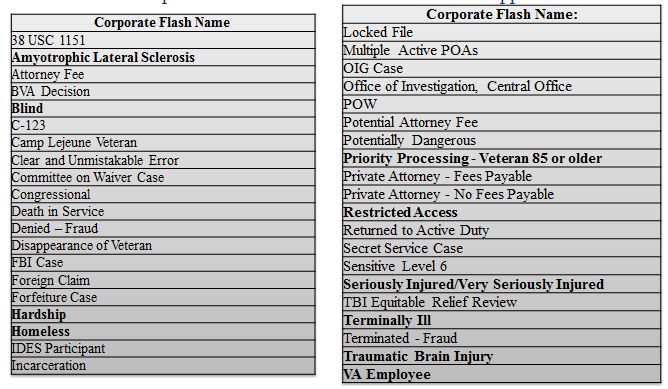 Corporate Flash Name
38 USC 1151
Amyotrophic Lateral Sclerosis
Attorney Fee
BVA Decision
Blind
C-123
Camp Lejeune Veteran
Clear and Unmistakable Error
Committee on Waiver Case
Congressional
Death in Service
Denied – Fraud
Disappearance of Veteran
FBI Case
Foreign Claim
Forfeiture Case
Hardship
Homeless
IDES Participant
Incarceration
Corporate Flash Name:
Locked File
Multiple Active POAs
OIG Case
Office of Investigation, Central Office
POW
Potential Attorney Fee
Potentially Dangerous
Priority Processing - Veteran 85 or older
Private Attorney - Fees Payable
Private Attorney - No Fees Payable
Restricted Access
Returned to Active Duty
Secret Service Case
Sensitive Level 6
Seriously Injured/Very Seriously Injured
TBI Equitable Relief Review
Terminally Ill
Terminated - Fraud
Traumatic Brain Injury
VA Employee